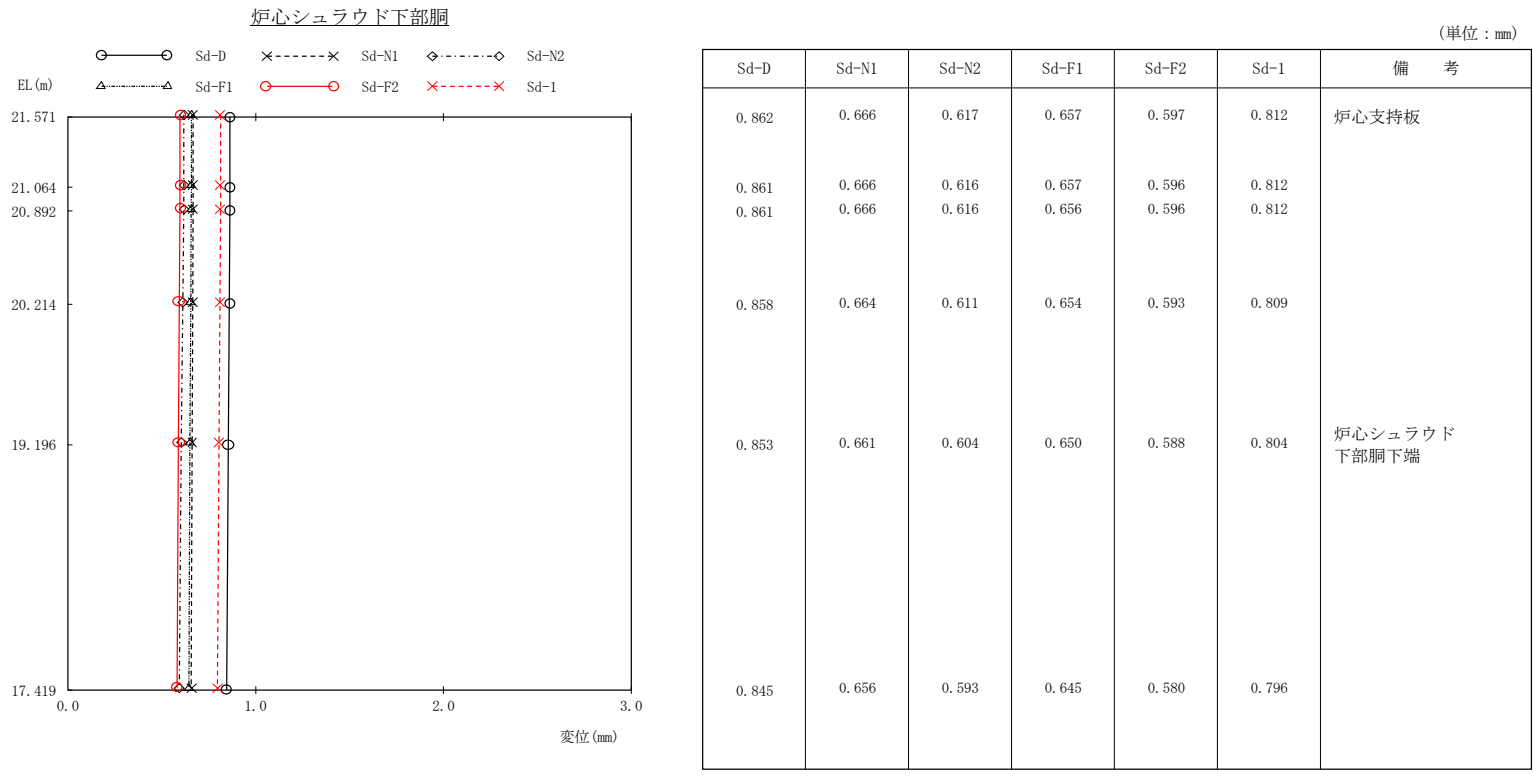 炉心シュラウド下部胴
Sd-D Sd-N1 Sd-N2
Sd-F1 Sd-F2 Sd-1
EL(m)
21.571
21.064
20.892
20.214
19.196
17.419
0.0 1.0 2.0 3.0
変位(mm)
(単位：mm)
Sd-D Sd-N1 Sd-N2 Sd-F1 Sd-F2 Sd-1 備 考
0.862 0.666 0.617 0.657 0.597 0.812 炉心支持板
0.861 0.666 0.616 0.657 0.596 0.812
0.861 0.666 0.616 0.656 0.596 0.812
0.858 0.664 0.611 0.654 0.593 0.809
0.853 0.661 0.604 0.650 0.588 0.804 炉心シュラウド
下部胴下端
0.845 0.656 0.593 0.645 0.580 0.796